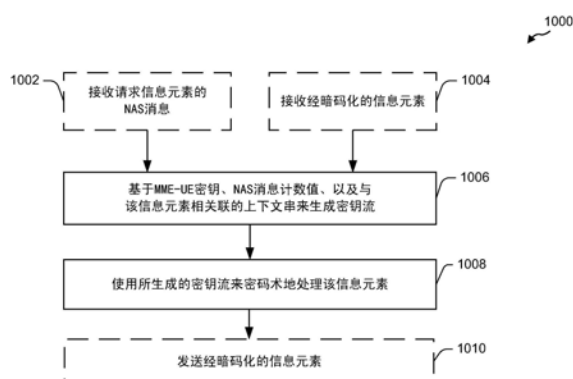 1000
1002
接收请求信息元素的
NAS消息
接收经暗码化的信息元素
1004
基于MME-UE密钥、NAS消息计数值、以及与
该信息元素相关联的上下文串来生成密钥流
1006
使用所生成的密钥流来密码术地处理该信息元素
1008
发送经暗码化的信息元素
1010